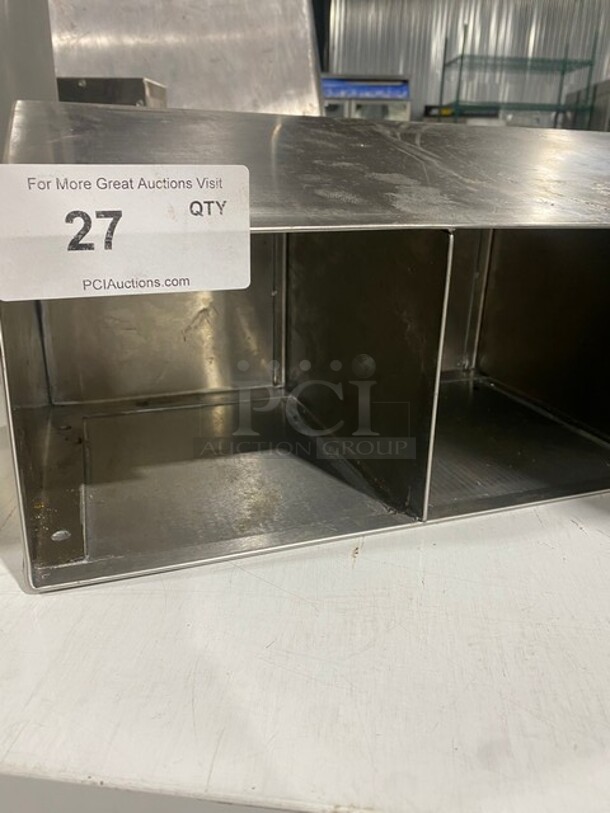 For More Great Auctions Visit
27 QTY
PCIAuctions.com
PCI
AUCTION GROUP